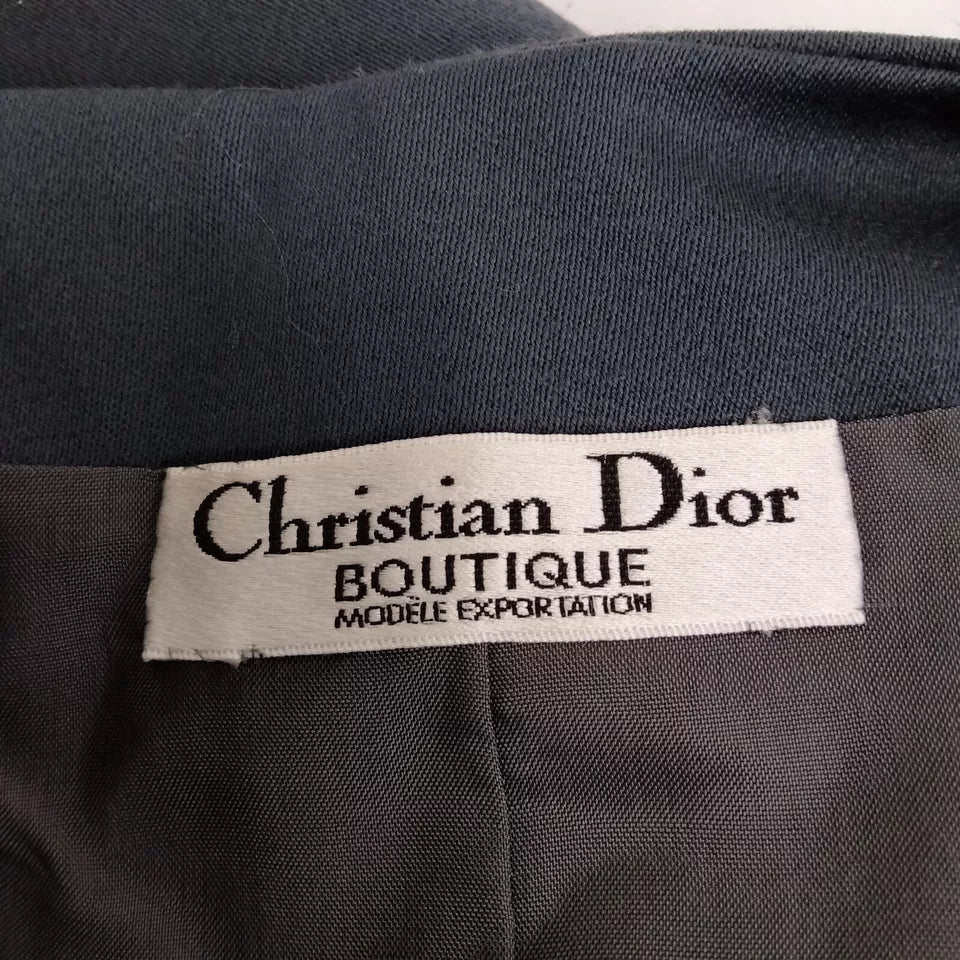 Christian Dior
BOUTIQUE
MODÈLE EXPORTATION